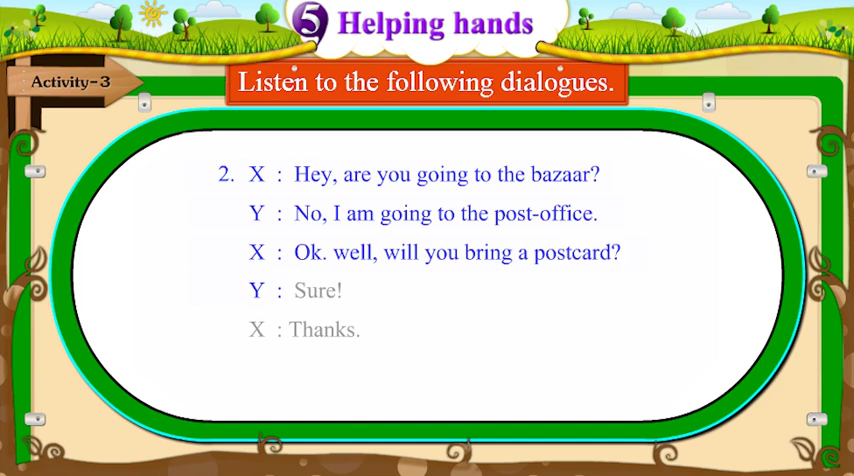 5 Helping hands
Activity-3
Listen to the following dialogues.
2. X : Hey, are you going to the bazaar?
Y : No, I am going to the post-office.
X : Ok. well, will you bring a postcard?
Y : Sure!
X : Thanks.